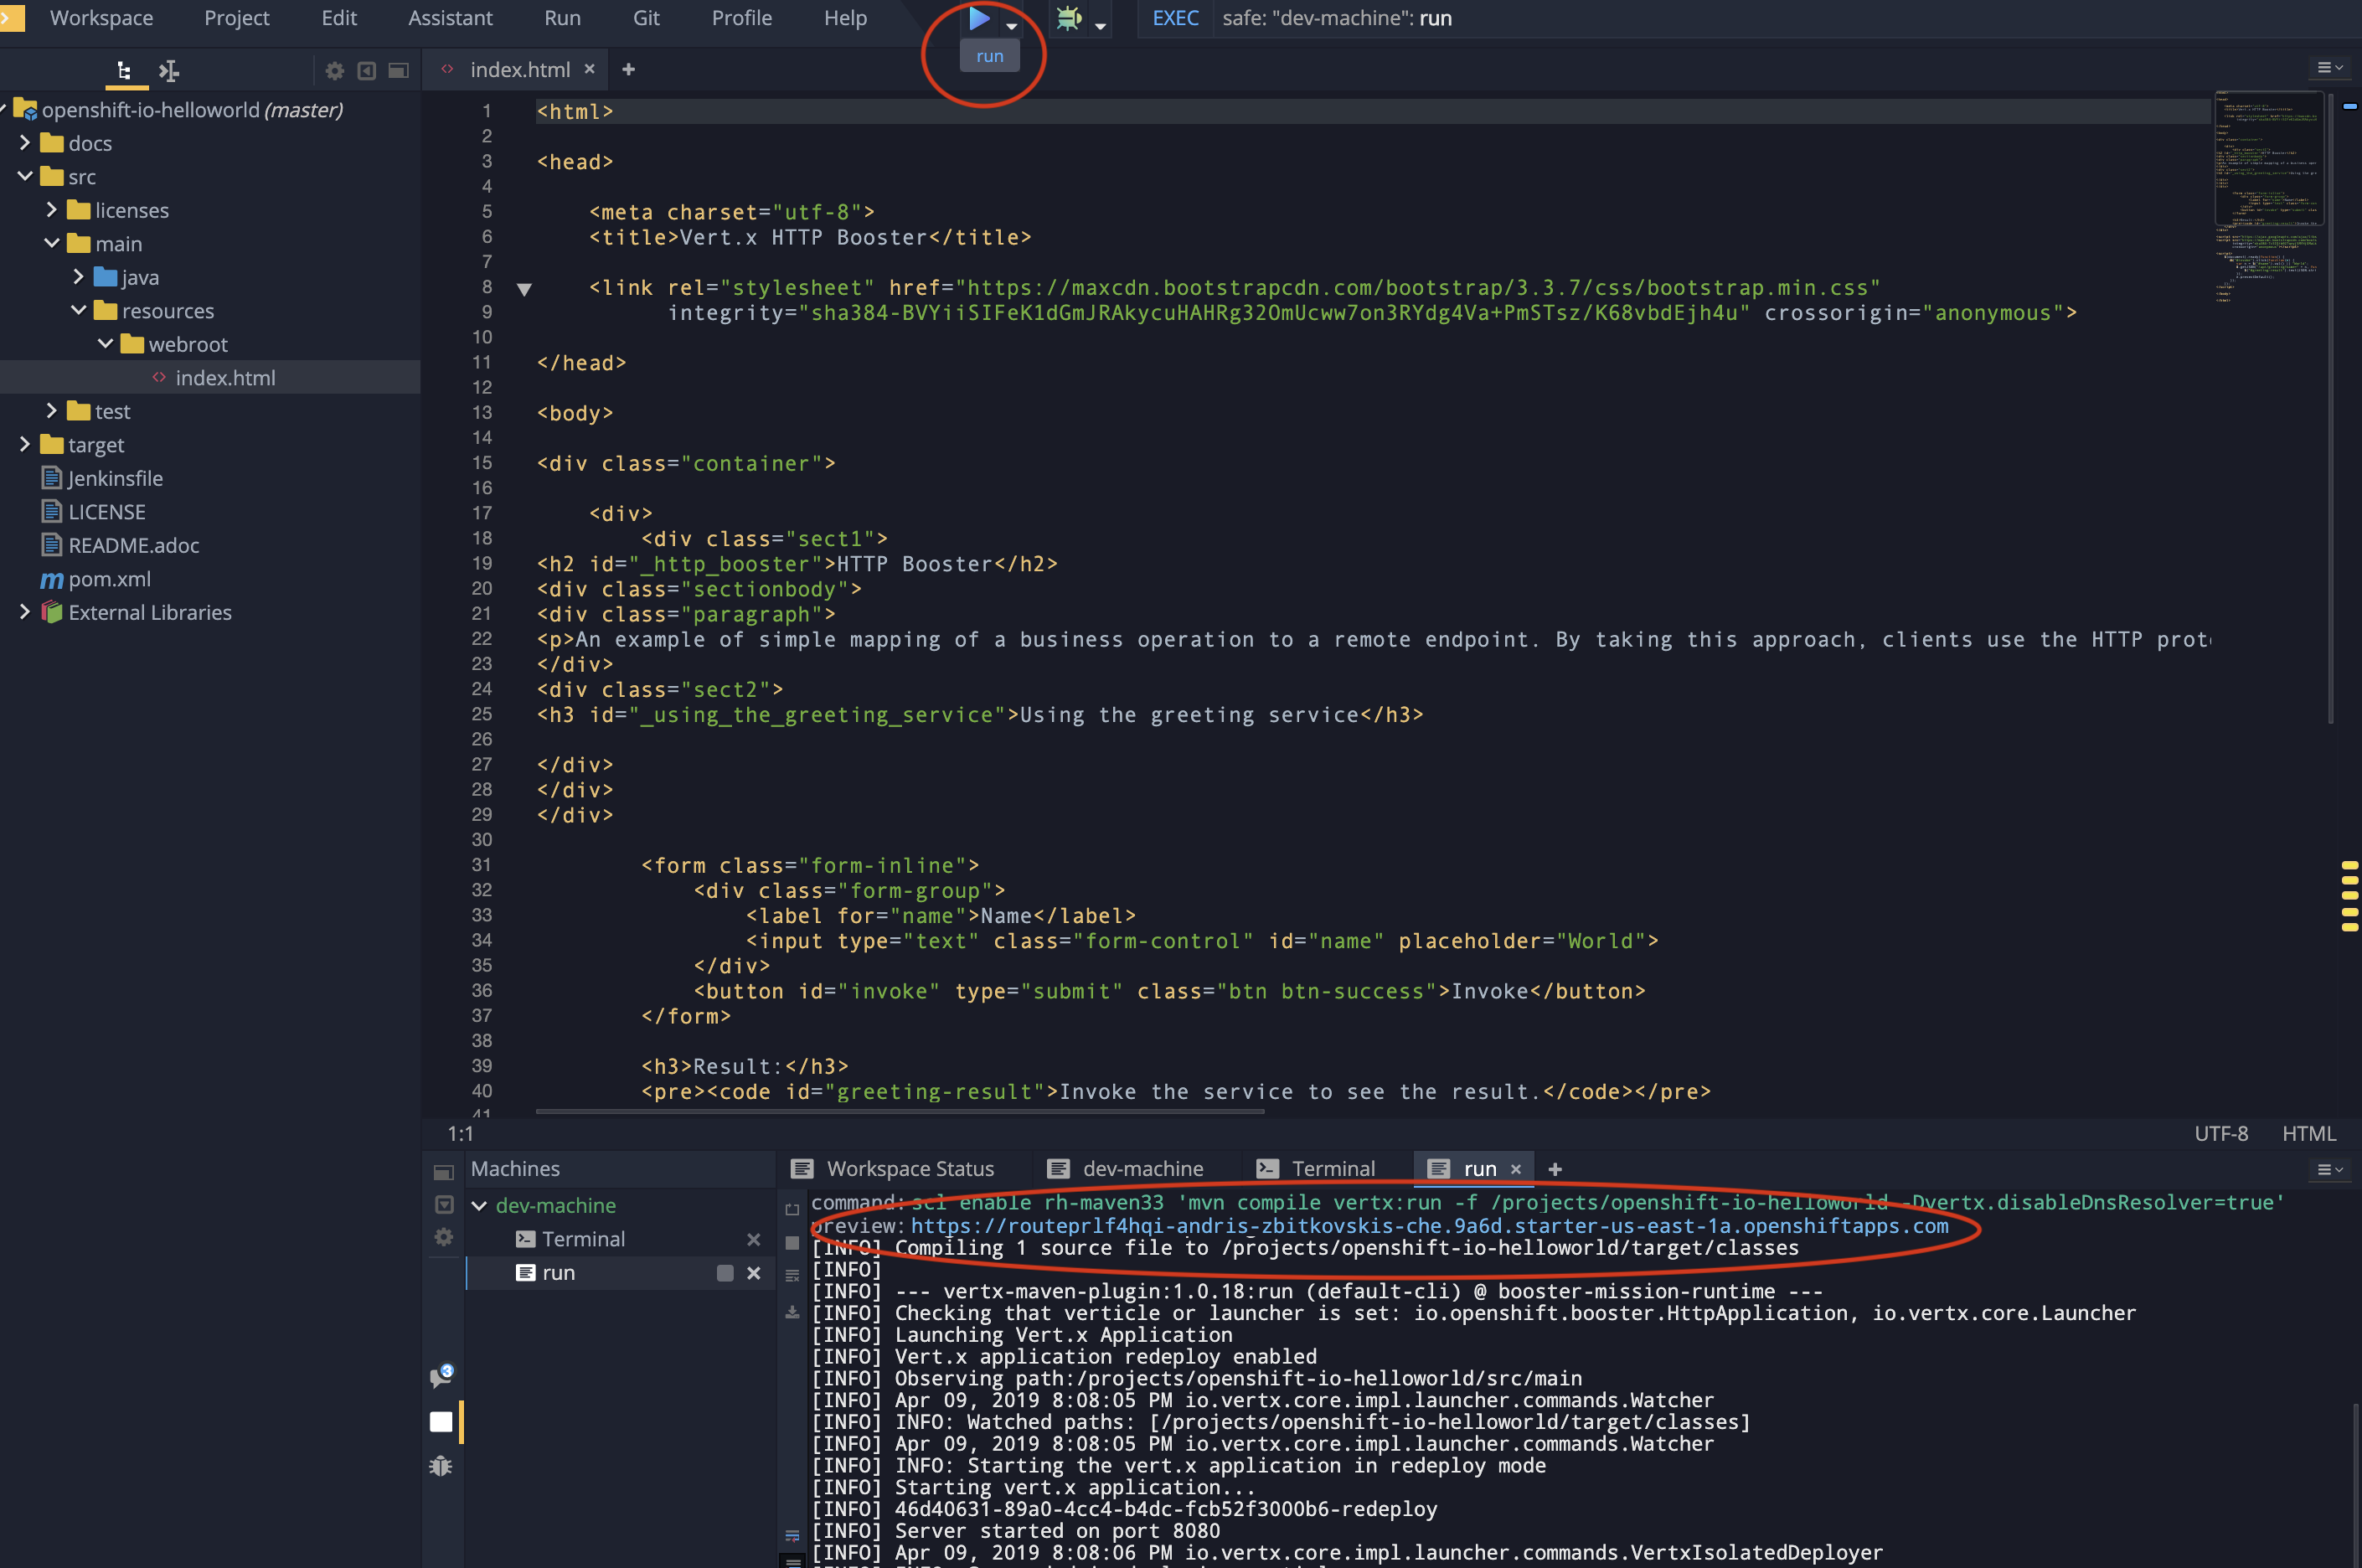 Workspace Project Edit Assistant Run Git Profile Help EXEC safe: "dev-machine": run
run
index.html × +
openshift-io-helloworld (master)
docs
src
licenses
main
java
resources
webroot
index.html
test
target
Jenkinsfile
LICENSE
README.adoc
m pom.xml
External Libraries
1 <html>
2
3 <head>
4
5 <meta charset="utf-8">
6 <title>Vert.x HTTP Booster</title>
7
8 <link rel="stylesheet" href="https://maxcdn.bootstrapcdn.com/bootstrap/3.3.7/css/bootstrap.min.css"
9 integrity="sha384-BVYiiSIFeK1dGmJRAkycuHAHRg32OmUcww7on3RYdg4Va+PmSTsz/K68vbdEjh4u" crossorigin="anonymous">
10
11 </head>
12
13 <body>
14
15 <div class="container">
16
17 <div>
18 <div class="sect1">
19 <h2 id="_http_booster">HTTP Booster</h2>
20 <div class="sectionbody">
21 <div class="paragraph">
22 <p>An example of simple mapping of a business operation to a remote endpoint. By taking this approach, clients use the HTTP prot
23 </div>
24 <div class="sect2">
25 <h3 id="_using_the_greeting_service">Using the greeting service</h3>
26
27 </div>
28 </div>
29 </div>
30
31 <form class="form-inline">
32 <div class="form-group">
33 <label for="name">Name</label>
34 <input type="text" class="form-control" id="name" placeholder="World">
35 </div>
36 <button id="invoke" type="submit" class="btn btn-success">Invoke</button>
37 </form>
38
39 <h3>Result:</h3>
40 <pre><code id="greeting-result">Invoke the service to see the result.</code></pre>
41
1:1 UTF-8 HTML
Machines
dev-machine
Terminal
run
3
Workspace Status dev-machine Terminal run × +
command: scl enable rh-maven33 'mvn compile vertx:run -f /projects/openshift-io-helloworld -Dvertx.disableDnsResolver=true'
preview: https://routeprlf4hqi-andris-zbitkovskis-che.9a6d.starter-us-east-1a.openshiftapps.com
[INFO] Compiling 1 source file to /projects/openshift-io-helloworld/target/classes
[INFO]
[INFO] --- vertx-maven-plugin:1.0.18:run (default-cli) @ booster-mission-runtime ---
[INFO] Checking that verticle or launcher is set: io.openshift.booster.HttpApplication, io.vertx.core.Launcher
[INFO] Launching Vert.x Application
[INFO] Vert.x application redeploy enabled
[INFO] Observing path:/projects/openshift-io-helloworld/src/main
[INFO] Apr 09, 2019 8:08:05 PM io.vertx.core.impl.launcher.commands.Watcher
[INFO] INFO: Watched paths: [/projects/openshift-io-helloworld/target/classes]
[INFO] Apr 09, 2019 8:08:05 PM io.vertx.core.impl.launcher.commands.Watcher
[INFO] INFO: Starting the vert.x application in redeploy mode
[INFO] Starting vert.x application...
[INFO] 46d40631-89a0-4cc4-b4dc-fcb52f3000b6-redeploy
[INFO] Server started on port 8080
[INFO] Apr 09, 2019 8:08:06 PM io.vertx.core.impl.launcher.commands.VertxIsolatedDeployer